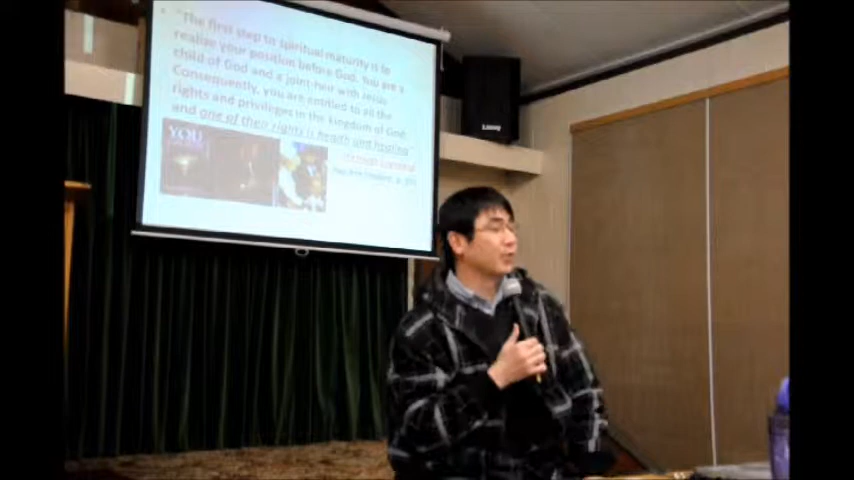 "The first step to spiritual maturity is to
realize your position before God. You are a
child of God and a joint-heir with Jesus.
Consequently, you are entitled to all the
rights and privileges in the kingdom of God,
and one of their rights is health and healing"
YOU